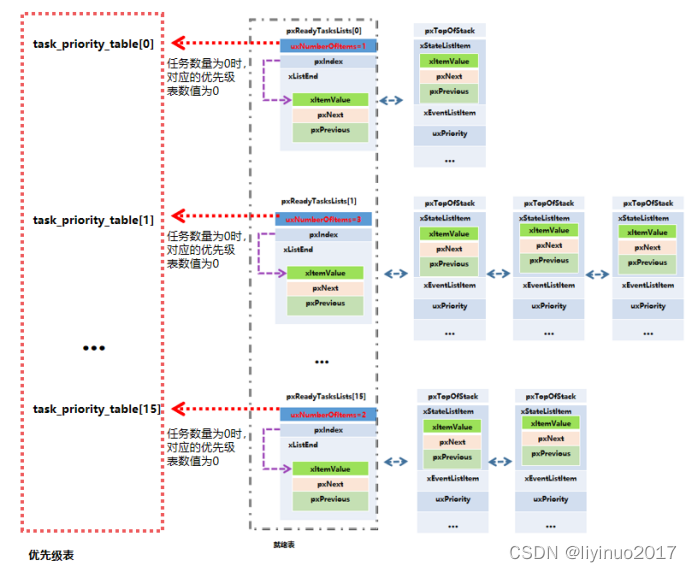 task_priority_table[0]
任务数量为0时，
对应的优先级
表数值为0
pxReadyTasksLists[0]
uxNumberOfItems=1
pxIndex
xListEnd
xItemValue
pxNext
pxPrevious
pxTopOfStack
xStateListItem
xItemValue
pxNext
pxPrevious
xEventListItem
uxPriority
...
task_priority_table[1]
任务数量为0时，
对应的优先级
表数值为0
pxReadyTasksLists[1]
uxNumberOfItems=3
pxIndex
xListEnd
xItemValue
pxNext
pxPrevious
pxTopOfStack
xStateListItem
xItemValue
pxNext
pxPrevious
xEventListItem
uxPriority
...
pxTopOfStack
xStateListItem
xItemValue
pxNext
pxPrevious
xEventListItem
uxPriority
...
pxTopOfStack
xStateListItem
xItemValue
pxNext
pxPrevious
xEventListItem
uxPriority
...
...
...
task_priority_table[15]
任务数量为0时，
对应的优先级
表数值为0
pxReadyTasksLists[15]
uxNumberOfItems=2
pxIndex
xListEnd
xItemValue
pxNext
pxPrevious
pxTopOfStack
xStateListItem
xItemValue
pxNext
pxPrevious
xEventListItem
uxPriority
...
pxTopOfStack
xStateListItem
xItemValue
pxNext
pxPrevious
xEventListItem
uxPriority
...
优先级表
就绪表
CSDN @liyinuo2017